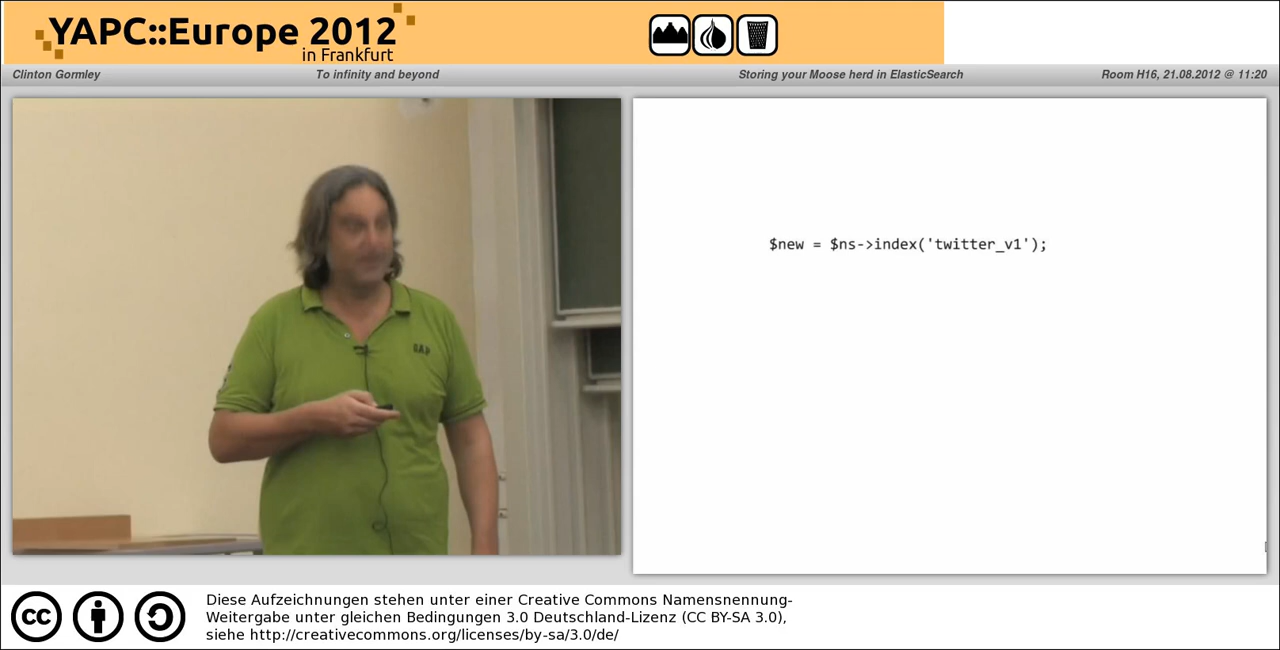 YAPC::Europe 2012
in Frankfurt
Clinton Gormley To infinity and beyond Storing your Moose herd in ElasticSearch Room H16, 21.08.2012 @ 11:20
GAP
$new = $ns->index('twitter_v1');
cc
Diese Aufzeichnungen stehen unter einer Creative Commons Namensnennung-
Weitergabe unter gleichen Bedingungen 3.0 Deutschland-Lizenz (CC BY-SA 3.0),
siehe http://creativecommons.org/licenses/by-sa/3.0/de/